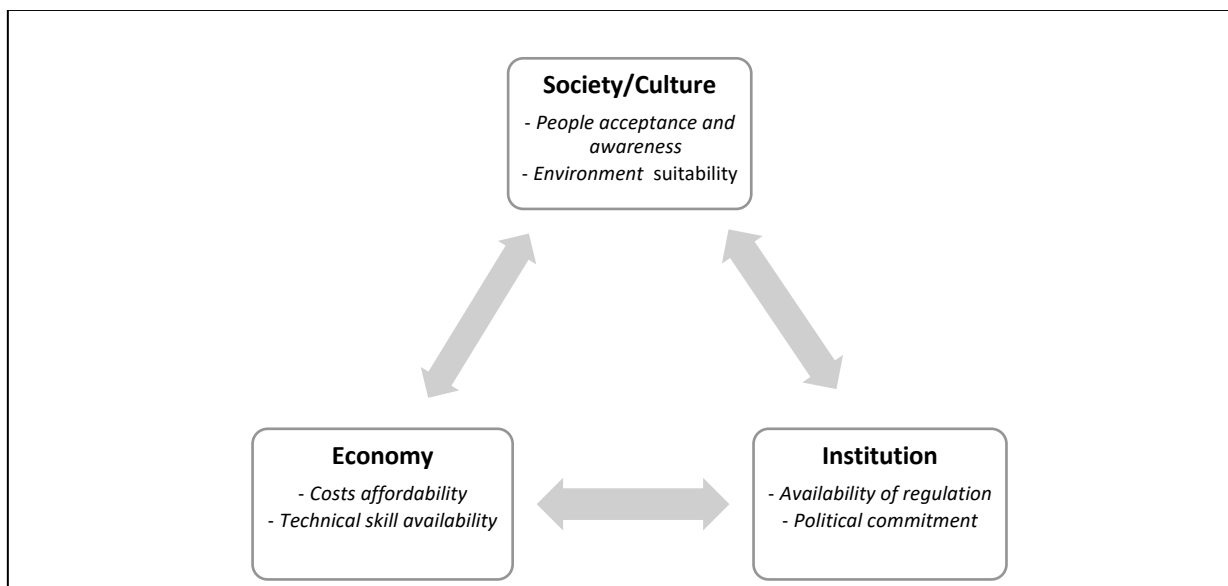 Society/Culture
- People acceptance and
awareness
- Environment suitability
Economy
- Costs affordability
- Technical skill availability
Institution
- Availability of regulation
- Political commitment